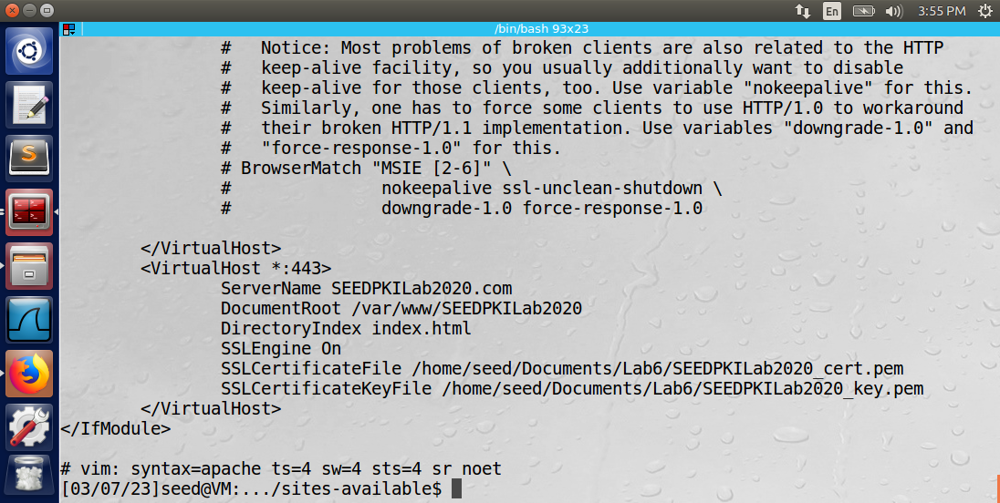 En
3:55 PM
/bin/bash 93x23
#   Notice: Most problems of broken clients are also related to the HTTP
#   keep-alive facility, so you usually additionally want to disable
#   keep-alive for those clients, too. Use variable "nokeepalive" for this.
#   Similarly, one has to force some clients to use HTTP/1.0 to workaround
#   their broken HTTP/1.1 implementation. Use variables "downgrade-1.0" and
#   "force-response-1.0" for this.
# BrowserMatch "MSIE [2-6]" \
#               nokeepalive ssl-unclean-shutdown \
#               downgrade-1.0 force-response-1.0
</VirtualHost>
<VirtualHost *:443>
ServerName SEEDPKILab2020.com
DocumentRoot /var/www/SEEDPKILab2020
DirectoryIndex index.html
SSLEngine On
SSLCertificateFile /home/seed/Documents/Lab6/SEEDPKILab2020_cert.pem
SSLCertificateKeyFile /home/seed/Documents/Lab6/SEEDPKILab2020_key.pem
</VirtualHost>
</IfModule>
# vim: syntax=apache ts=4 sw=4 sts=4 sr noet
[03/07/23]seed@VM:.../sites-available$